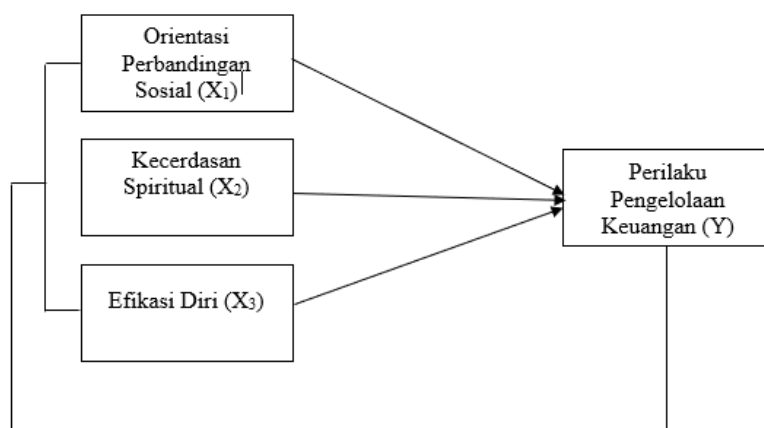 Orientasi
Perbandingan
Sosial (X₁)
Kecerdasan
Spiritual (X₂)
Efikasi Diri (X₃)
Perilaku
Pengelolaan
Keuangan (Y)